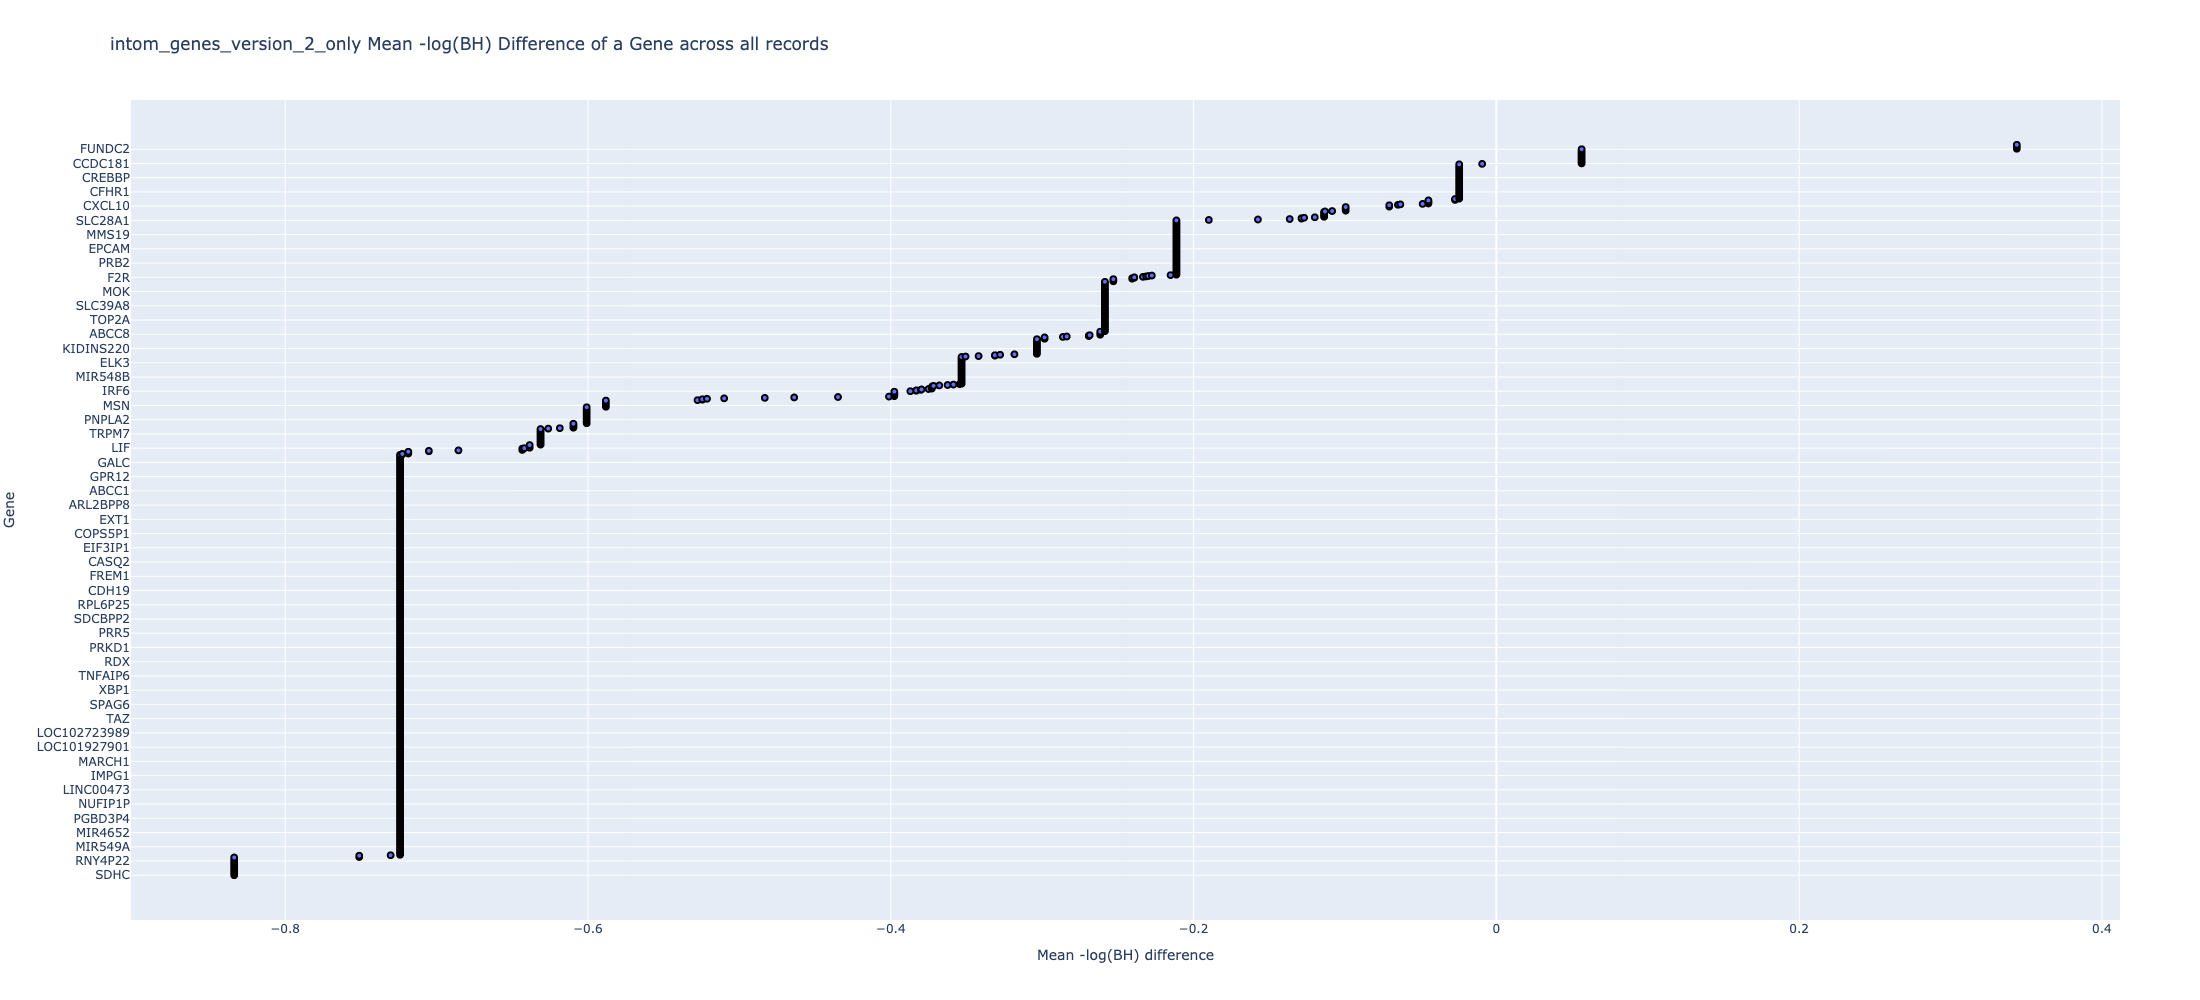 intom_genes_version_2_only Mean -log(BH) Difference of a Gene across all records
FUNDC2
CCDC181
CREBBP
CFHR1
CXCL10
SLC28A1
MMS19
EPCAM
PRB2
F2R
MOK
SLC39A8
TOP2A
ABCC8
KIDINS220
ELK3
MIR548B
IRF6
MSN
PNPLA2
TRPM7
LIF
GALC
GPR12
ABCC1
ARL2BPP8
EXT1
COPS5P1
EIF3IP1
CASQ2
FREM1
CDH19
RPL6P25
SDCBPP2
PRR5
PRKD1
RDX
TNFAIP6
XBP1
SPAG6
TAZ
LOC102723989
LOC101927901
MARCH1
IMPG1
LINC00473
NUFIP1P
PGBD3P4
MIR4652
MIR549A
RNY4P22
SDHC
Gene
−0.8 −0.6 −0.4 −0.2 0 0.2 0.4
Mean -log(BH) difference